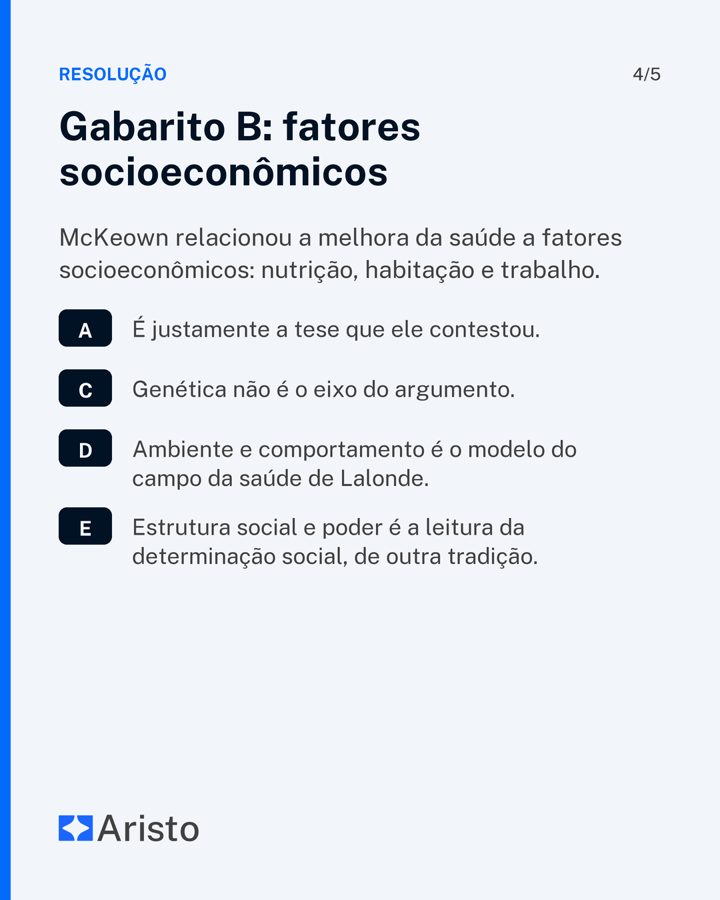 RESOLUÇÃO
4/5
Gabarito B: fatores
socioeconômicos
McKeown relacionou a melhora da saúde a fatores
socioeconômicos: nutrição, habitação e trabalho.
A É justamente a tese que ele contestou.
C Genética não é o eixo do argumento.
D Ambiente e comportamento é o modelo do
campo da saúde de Lalonde.
E Estrutura social e poder é a leitura da
determinação social, de outra tradição.
Aristo